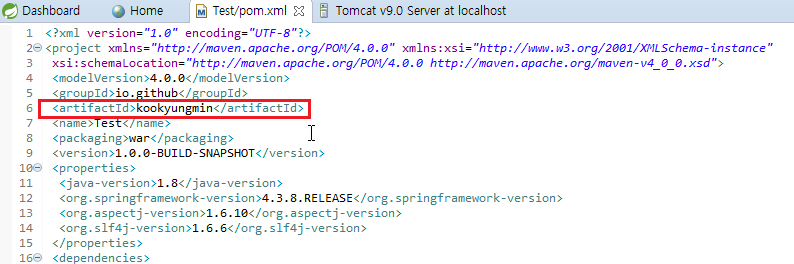 Dashboard Home Test/pom.xml Tomcat v9.0 Server at localhost
1 <?xml version="1.0" encoding="UTF-8"?>
2 <project xmlns="http://maven.apache.org/POM/4.0.0" xmlns:xsi="http://www.w3.org/2001/XMLSchema-instance"
3 xsi:schemaLocation="http://maven.apache.org/POM/4.0.0 http://maven.apache.org/maven-v4_0_0.xsd">
4 <modelVersion>4.0.0</modelVersion>
5 <groupId>io.github</groupId>
6 <artifactId>kookyungmin</artifactId>
7 <name>Test</name>
8 <packaging>war</packaging>
9 <version>1.0.0-BUILD-SNAPSHOT</version>
10 <properties>
11 <java-version>1.8</java-version>
12 <org.springframework-version>4.3.8.RELEASE</org.springframework-version>
13 <org.aspectj-version>1.6.10</org.aspectj-version>
14 <org.slf4j-version>1.6.6</org.slf4j-version>
15 </properties>
16 <dependencies>